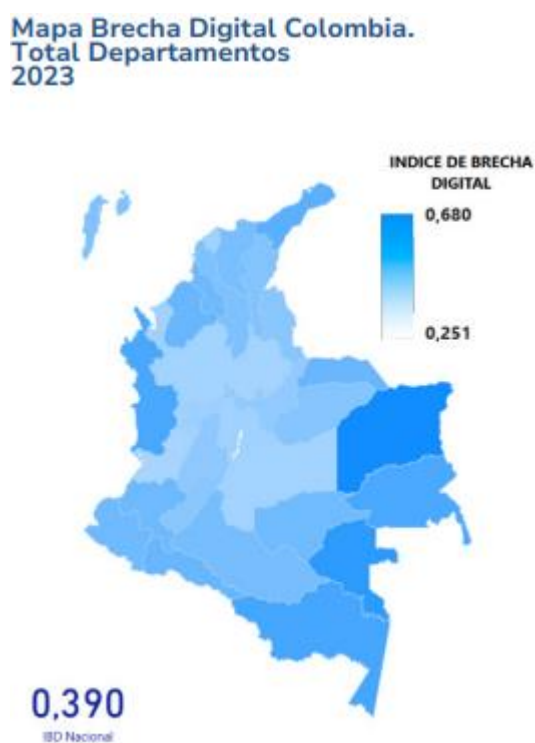 Mapa Brecha Digital Colombia.
Total Departamentos
2023
INDICE DE BRECHA
DIGITAL
0,680
0,251
0,390
IBD Nacional